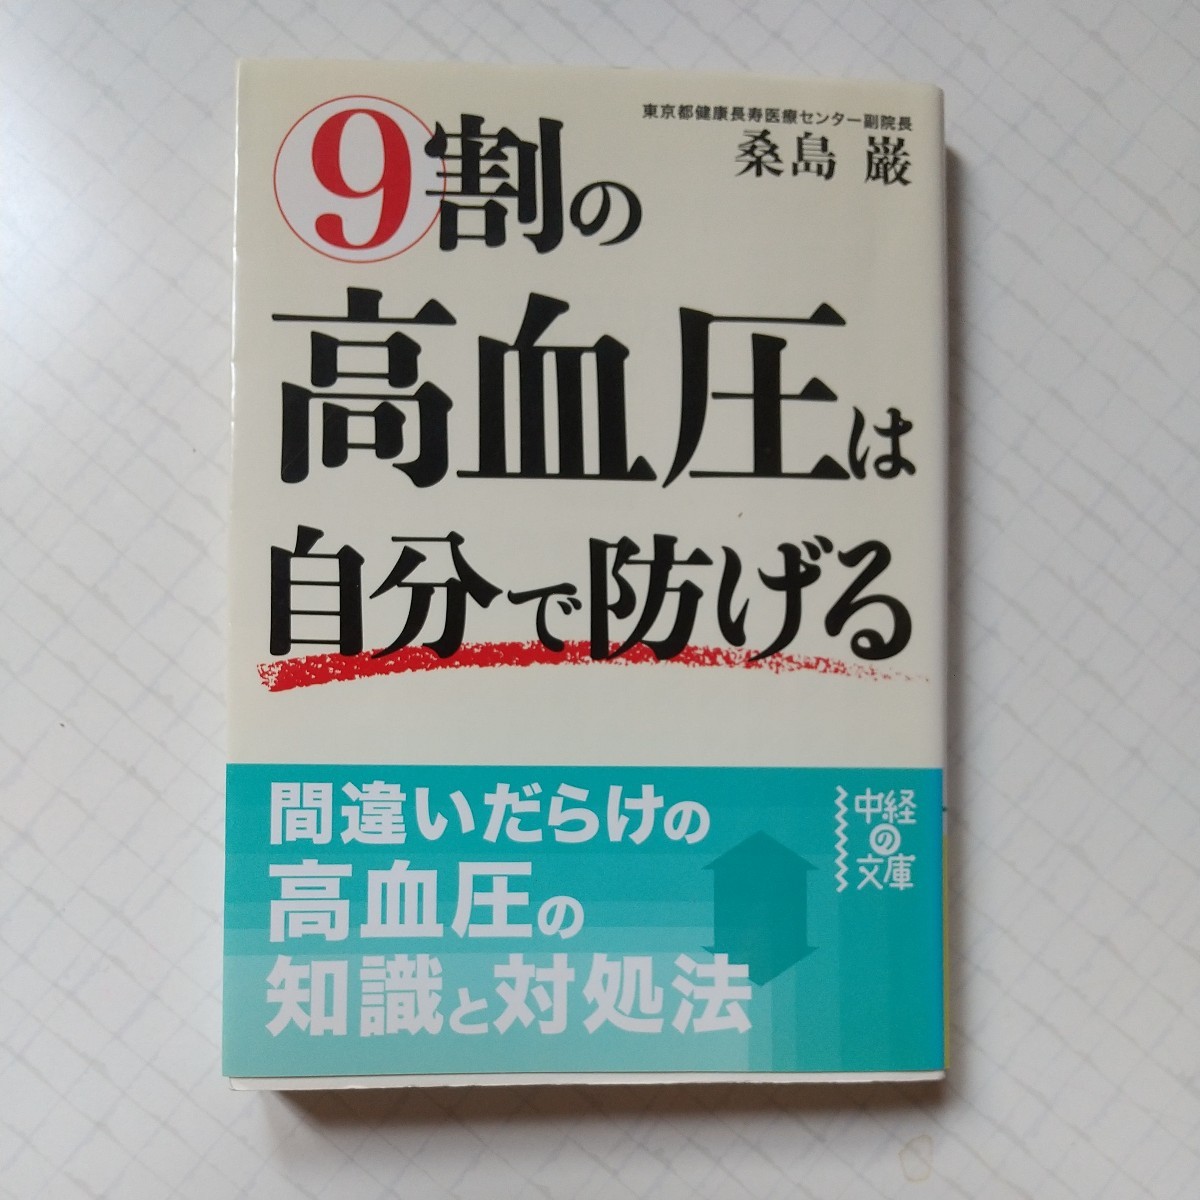 東京都健康長寿医療センター副院長
桑島 巌
9割の
高血圧は
自分で防げる
間違いだらけの
高血圧の
知識と対処法
中経
の
文庫